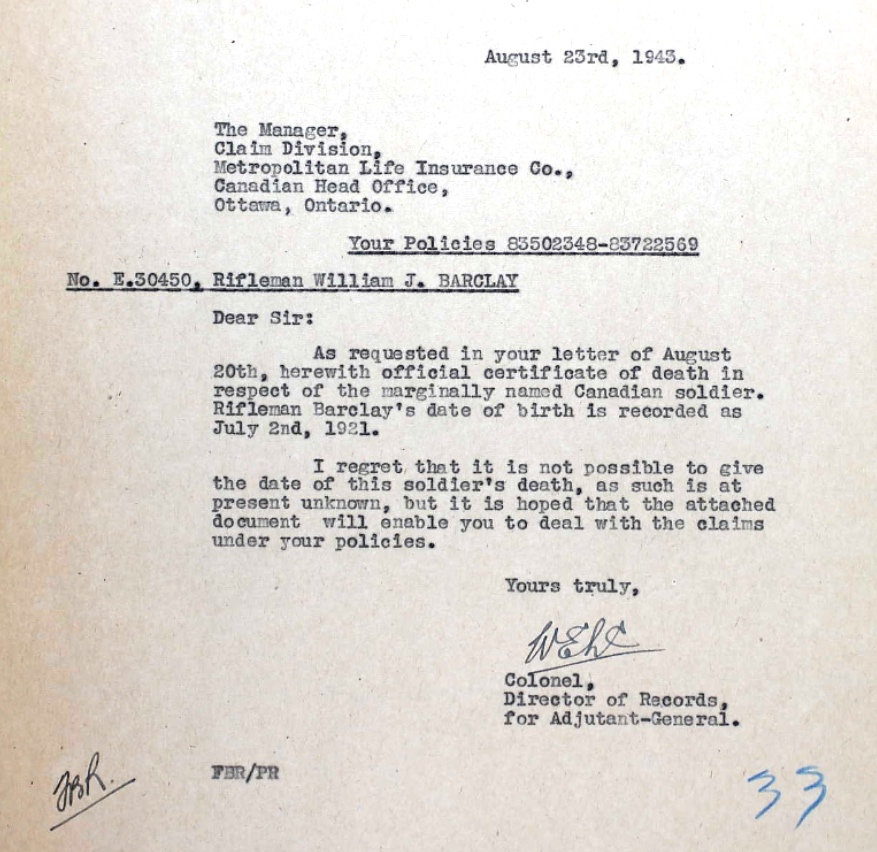 August 23rd, 1943.
The Manager,
Claim Division,
Metropolitan Life Insurance Co.,
Canadian Head Office,
Ottawa, Ontario.
Your Policies 83502348-83722569
No. E.30450, Rifleman William J. BARCLAY
Dear Sir:
As requested in your letter of August
20th, herewith official certificate of death in
respect of the marginally named Canadian soldier.
Rifleman Barclay's date of birth is recorded as
July 2nd, 1921.
I regret that it is not possible to give
the date of this soldier's death, as such is at
present unknown, but it is hoped that the attached
document will enable you to deal with the claims
under your policies.
Yours truly,
Colonel,
Director of Records,
for Adjutant-General.
FBR.
FBR/PR
33